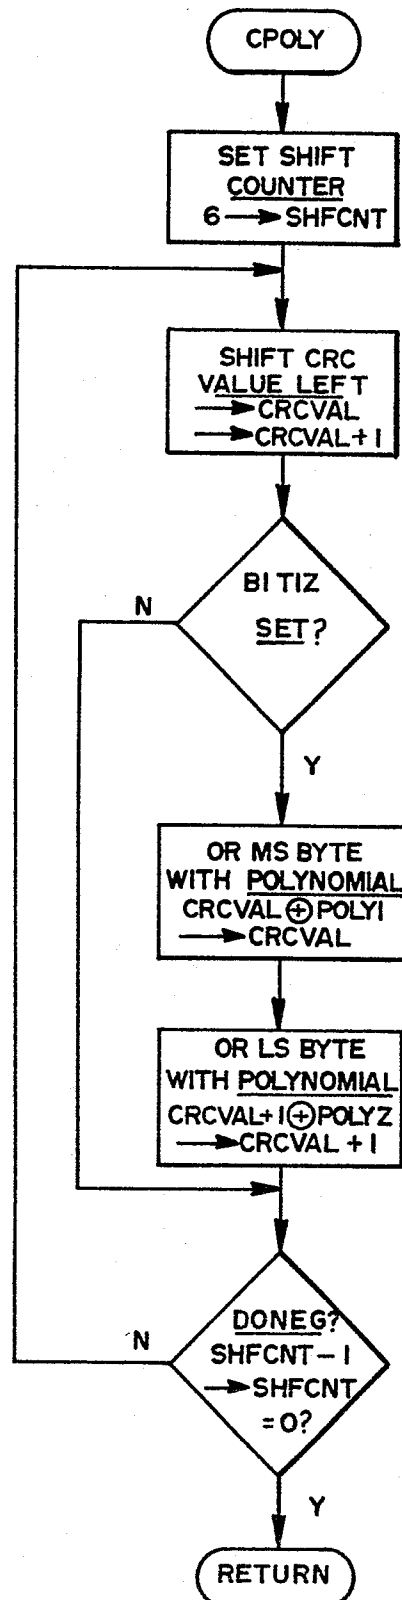 CPOLY
SET SHIFT
COUNTER
6 → SHFCNT
SHIFT CRC
VALUE LEFT
→ CRCVAL
→ CRCVAL+1
BITIZ
SET?
N
Y
OR MS BYTE
WITH POLYNOMIAL
CRCVAL ⊕ POLY1
→ CRCVAL
OR LS BYTE
WITH POLYNOMIAL
CRCVAL+1 ⊕ POLYZ
→ CRCVAL +1
N
DONEG?
SHFCNT-1
→ SHFCNT
=0?
Y
RETURN